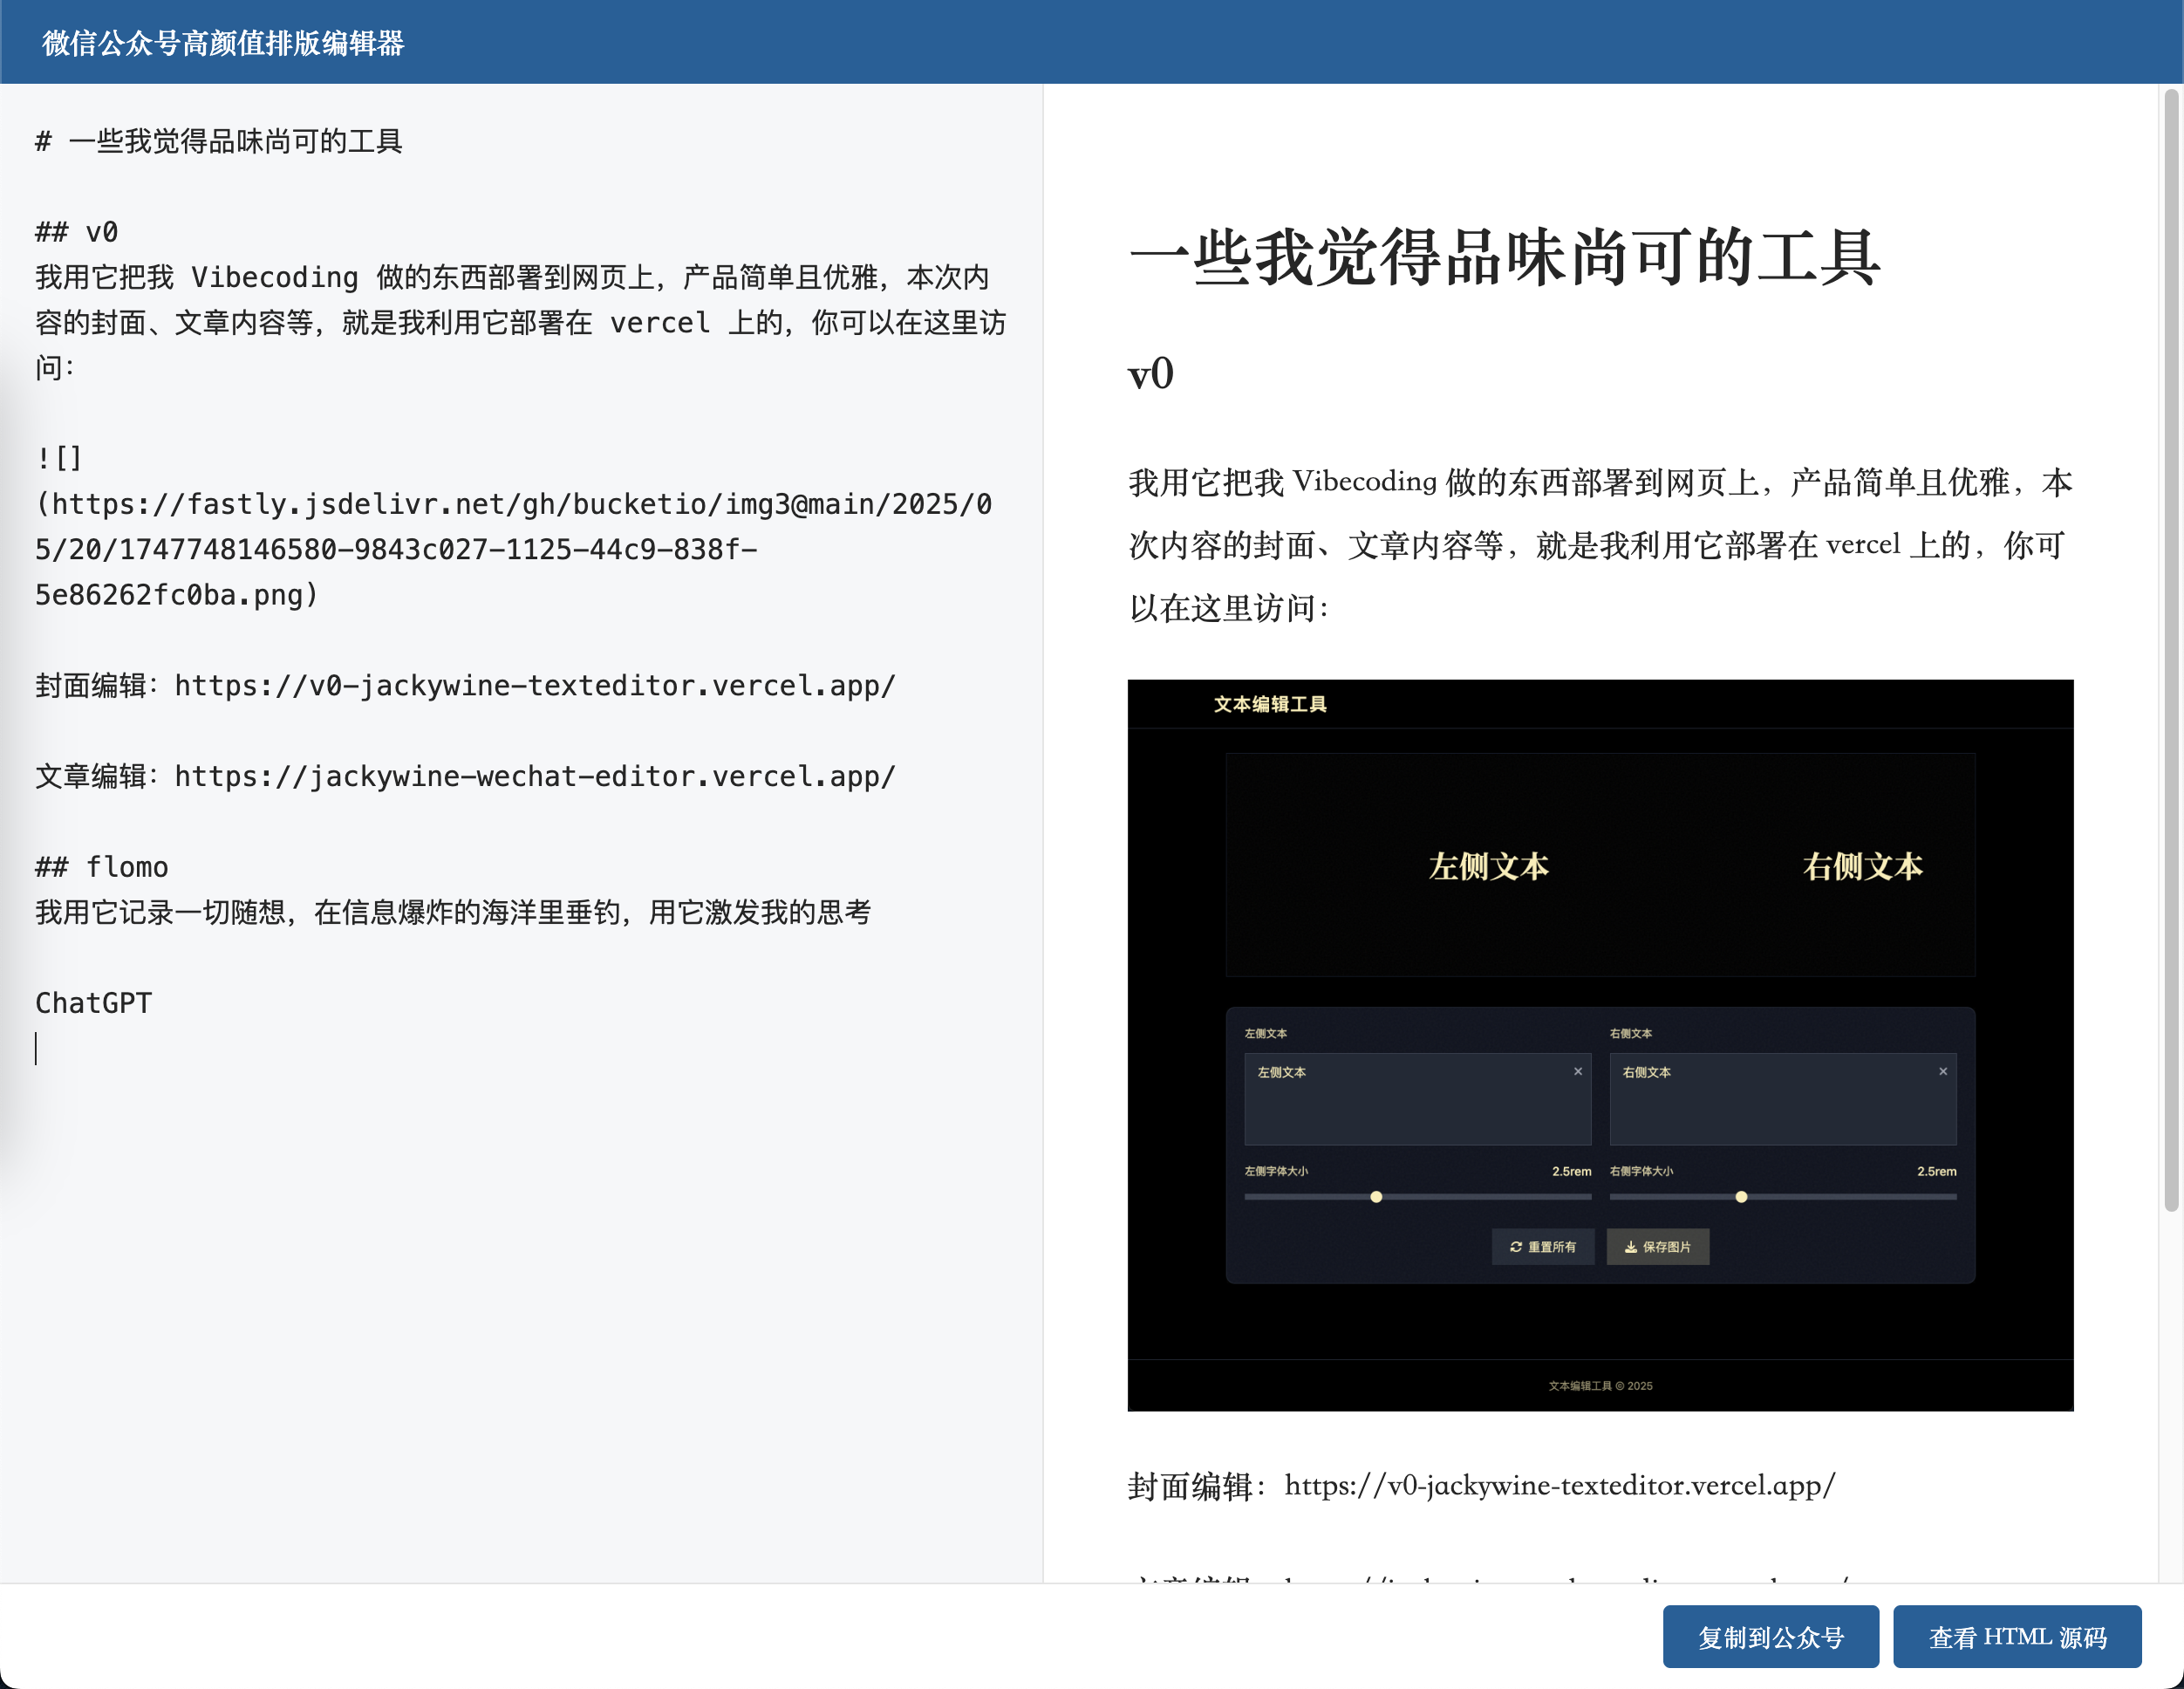 微信公众号高颜值排版编辑器
# 一些我觉得品味尚可的工具
## v0
我用它把我 Vibecoding 做的东西部署到网页上，产品简单且优雅，本次内
容的封面、文章内容等，就是我利用它部署在 vercel 上的，你可以在这里访
问：
![]
(https://fastly.jsdelivr.net/gh/bucketio/img3@main/2025/0
5/20/1747748146580-9843c027-1125-44c9-838f-
5e86262fc0ba.png)
封面编辑：https://v0-jackywine-texteditor.vercel.app/
文章编辑：https://jackywine-wechat-editor.vercel.app/
## flomo
我用它记录一切随想，在信息爆炸的海洋里垂钓，用它激发我的思考
ChatGPT
一些我觉得品味尚可的工具
v0
我用它把我 Vibecoding 做的东西部署到网页上，产品简单且优雅，本
次内容的封面、文章内容等，就是我利用它部署在 vercel 上的，你可
以在这里访问：
文本编辑工具
左侧文本 右侧文本
左侧文本 右侧文本
左侧文本 × 右侧文本 ×
左侧字体大小 2.5rem 右侧字体大小 2.5rem
重置所有 保存图片
文本编辑工具 © 2025
封面编辑：https://v0-jackywine-texteditor.vercel.app/
复制到公众号 查看 HTML 源码